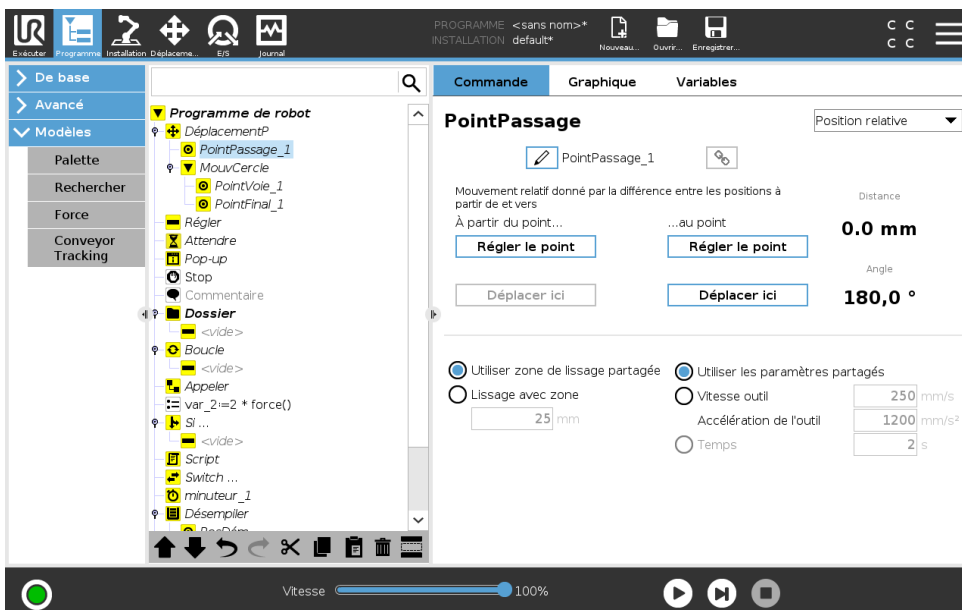 UR
PROGRAMME <sans nom>*
INSTALLATION default*
Exécuter Programme Installation Déplaceme... E/S Journal
Nouveau... Ouvrir... Enregistrer...
C C
C C
De base
Avancé
Modèles
Palette
Rechercher
Force
Conveyor Tracking
Programme de robot
DéplacementP
PointPassage_1
MouvCercle
PointVoie_1
PointFinal_1
Régler
Attendre
Pop-up
Stop
Commentaire
Dossier
<vide>
Boucle
<vide>
Appeler
var_2:=2 * force()
Si ...
<vide>
Script
Switch ...
minuteur_1
Désempiler
Commande Graphique Variables
PointPassage
Position relative
PointPassage_1
Mouvement relatif donné par la différence entre les positions à
partir de et vers
À partir du point... ...au point
Régler le point Régler le point
Déplacer ici Déplacer ici
Distance
0.0 mm
Angle
180,0 °
Utiliser zone de lissage partagée
Lissage avec zone
25 mm
Utiliser les paramètres partagés
Vitesse outil 250 mm/s
Accélération de l'outil 1200 mm/s²
Temps 2 s
Vitesse 100%